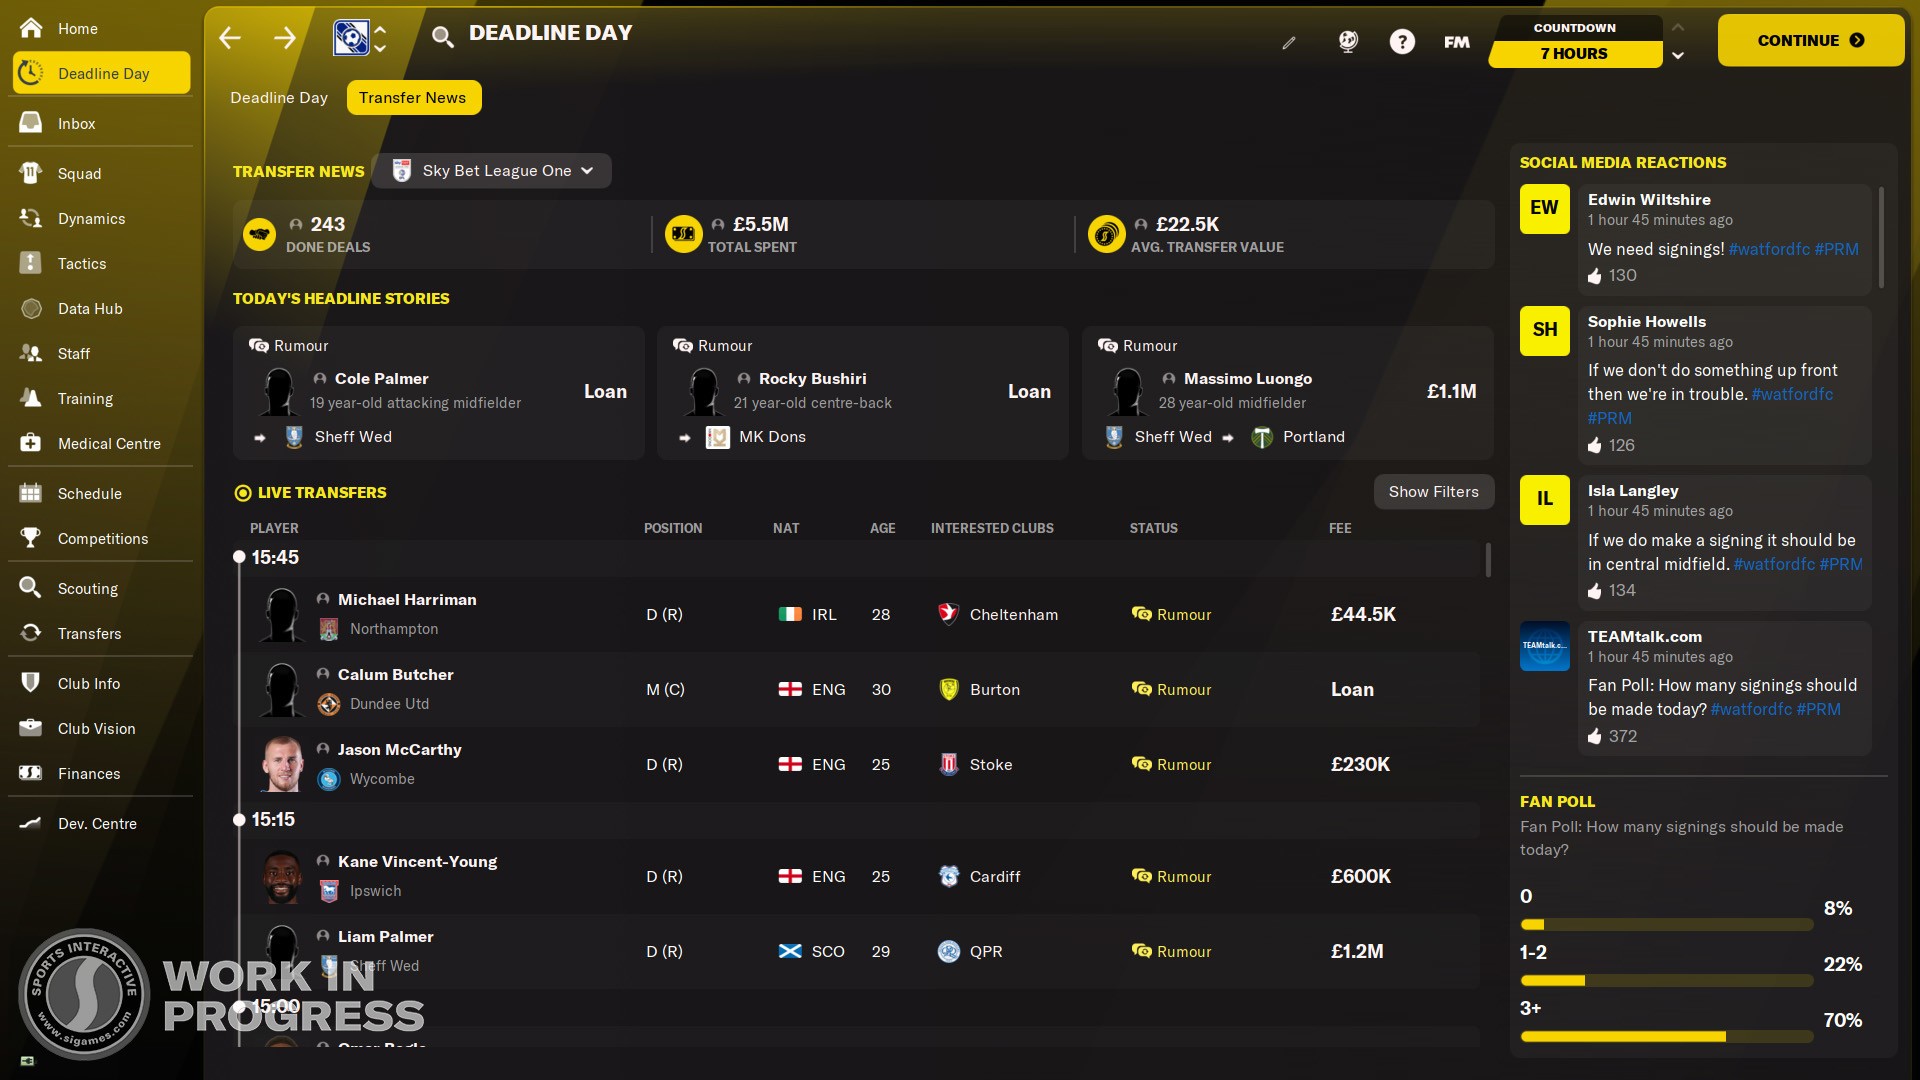 Home
Deadline Day
Inbox
Squad
Dynamics
Tactics
Data Hub
Staff
Training
Medical Centre
Schedule
Competitions
Scouting
Transfers
Club Info
Club Vision
Finances
Dev. Centre
DEADLINE DAY
?
FM
COUNTDOWN
7 HOURS
CONTINUE
Deadline Day
Transfer News
TRANSFER NEWS
Sky Bet League One
243
DONE DEALS
£5.5M
TOTAL SPENT
£22.5K
AVG. TRANSFER VALUE
TODAY'S HEADLINE STORIES
Rumour
Cole Palmer
19 year-old attacking midfielder
Loan
Sheff Wed
Rumour
Rocky Bushiri
21 year-old centre-back
Loan
MK Dons
Rumour
Massimo Luongo
28 year-old midfielder
£1.1M
Sheff Wed
Portland
LIVE TRANSFERS
Show Filters
PLAYER POSITION NAT AGE INTERESTED CLUBS STATUS FEE
15:45
Michael Harriman
Northampton
D (R) IRL 28 Cheltenham Rumour £44.5K
Calum Butcher
Dundee Utd
M (C) ENG 30 Burton Rumour Loan
Jason McCarthy
Wycombe
D (R) ENG 25 Stoke Rumour £230K
15:15
Kane Vincent-Young
Ipswich
D (R) ENG 25 Cardiff Rumour £600K
Liam Palmer
Sheff Wed
D (R) SCO 29 QPR Rumour £1.2M
15:00
SPORTS INTERACTIVE
www.sigames.com
WORK IN
PROGRESS
SOCIAL MEDIA REACTIONS
EW
Edwin Wiltshire
1 hour 45 minutes ago
We need signings! #watfordfc #PRM
130
SH
Sophie Howells
1 hour 45 minutes ago
If we don't do something up front
then we're in trouble. #watfordfc
#PRM
126
IL
Isla Langley
1 hour 45 minutes ago
If we do make a signing it should be
in central midfield. #watfordfc #PRM
134
TEAMtalk.c...
TEAMtalk.com
1 hour 45 minutes ago
Fan Poll: How many signings should
be made today? #watfordfc #PRM
372
FAN POLL
Fan Poll: How many signings should be made
today?
0
8%
1-2
22%
3+
70%